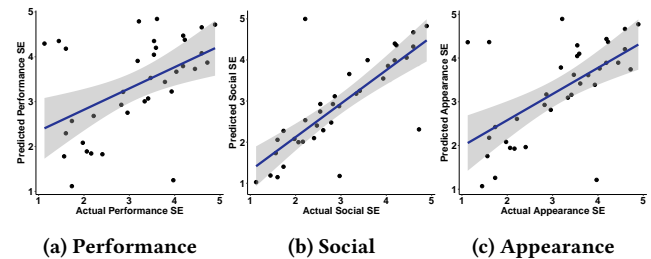 5
4
3
2
1
Predicted Performance SE
1 2 3 4 5
Actual Performance SE
(a) Performance
5
4
3
2
1
Predicted Social SE
1 2 3 4 5
Actual Social SE
(b) Social
5
4
3
2
1
Predicted Appearance SE
1 2 3 4 5
Actual Appearance SE
(c) Appearance